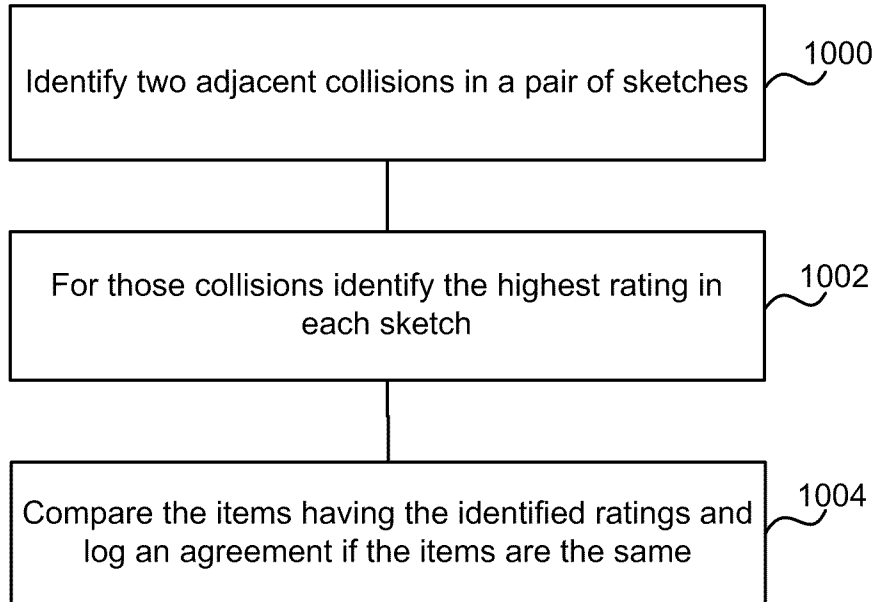 Identify two adjacent collisions in a pair of sketches
1000
For those collisions identify the highest rating in
each sketch
1002
Compare the items having the identified ratings and
log an agreement if the items are the same
1004